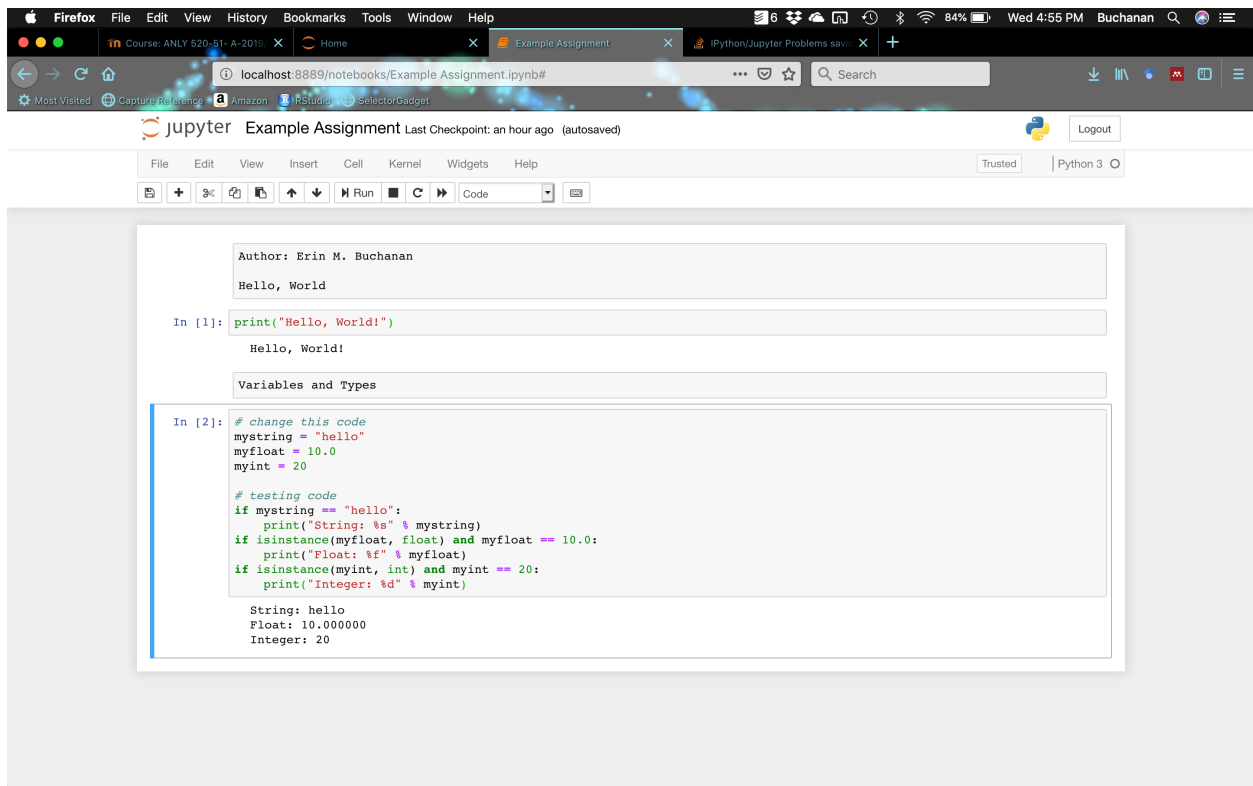 Firefox File Edit View History Bookmarks Tools Window Help 6 84% Wed 4:55 PM Buchanan
Course: ANLY 520-51- A-2019 Home Example Assignment IPython/Jupyter Problems savin
localhost:8889/notebooks/Example Assignment.ipynb# Search
Most Visited Capture Reference Amazon RStudio SelectorGadget
jupyter Example Assignment Last Checkpoint: an hour ago (autosaved) Logout
File Edit View Insert Cell Kernel Widgets Help Trusted Python 3
Run Code
Author: Erin M. Buchanan
Hello, World
In [1]: print("Hello, World!")
Hello, World!
Variables and Types
In [2]: # change this code
mystring = "hello"
myfloat = 10.0
myint = 20
# testing code
if mystring == "hello":
    print("String: %s" % mystring)
if isinstance(myfloat, float) and myfloat == 10.0:
    print("Float: %f" % myfloat)
if isinstance(myint, int) and myint == 20:
    print("Integer: %d" % myint)
String: hello
Float: 10.000000
Integer: 20